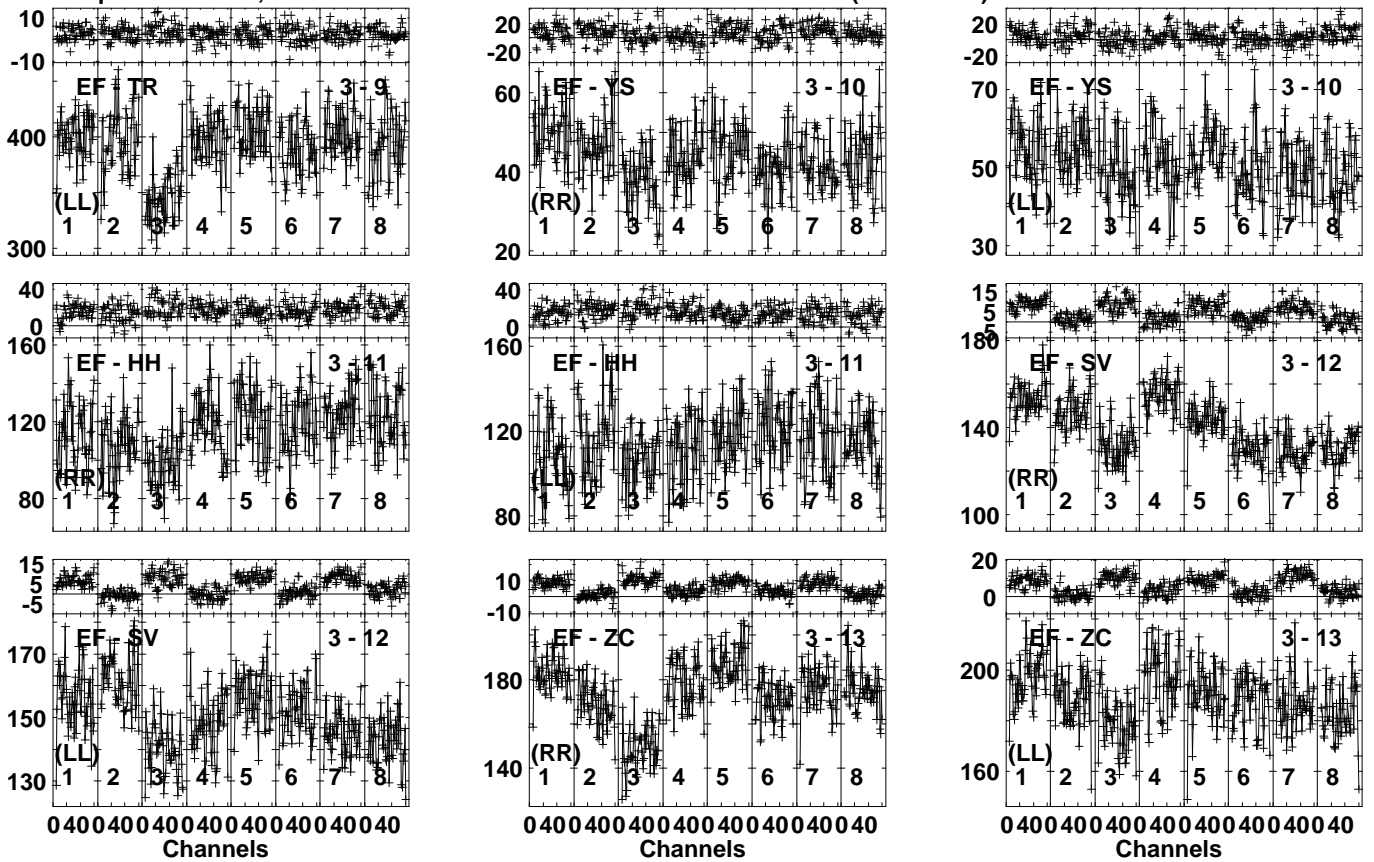 10
-10
EF - TR 3 - 9
400
(LL)
1 2 3 4 5 6 7 8
300
20
-20
EF - YS 3 - 10
60
40
(RR)
1 2 3 4 5 6 7 8
20
20
-20
70
EF - YS 3 - 10
50
(LL)
1 2 3 4 5 6 7 8
30
40
0
160
EF - HH 3 - 11
120
(RR)
80
1 2 3 4 5 6 7 8
40
0
160
EF - HH 3 - 11
120
(LL)
1 2 3 4 5 6 7 8
80
15
5
-5
180
EF - SV 3 - 12
140
(RR)
1 2 3 4 5 6 7 8
100
15
5
-5
EF - SV 3 - 12
170
150
(LL)
130
1 2 3 4 5 6 7 8
0 40 0 40 0 40 0 40 0 40 0 40 0 40 0 40
Channels
10
-10
EF - ZC 3 - 13
180
(RR)
140
1 2 3 4 5 6 7 8
0 40 0 40 0 40 0 40 0 40 0 40 0 40 0 40
Channels
20
0
EF - ZC 3 - 13
200
(LL)
160
1 2 3 4 5 6 7 8
0 40 0 40 0 40 0 40 0 40 0 40 0 40 0 40
Channels